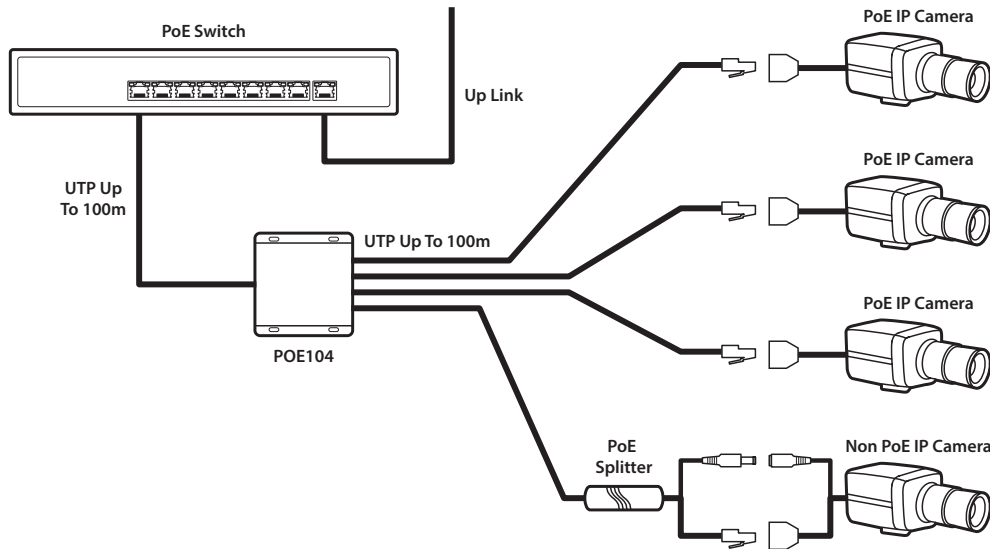 PoE IP Camera
PoE Switch
Up Link
PoE IP Camera
UTP Up
To 100m
UTP Up To 100m
PoE IP Camera
POE104
PoE
Splitter
Non PoE IP Camera